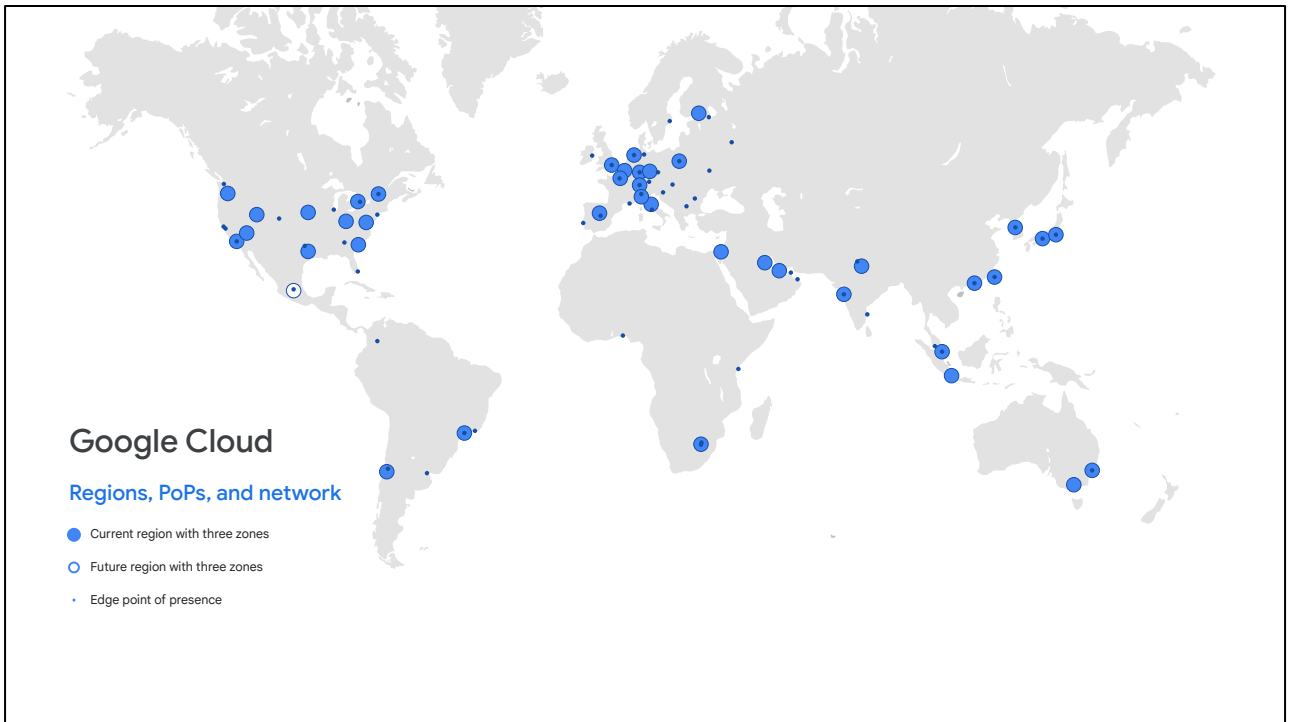 Google Cloud
Regions, PoPs, and network
Current region with three zones
Future region with three zones
Edge point of presence